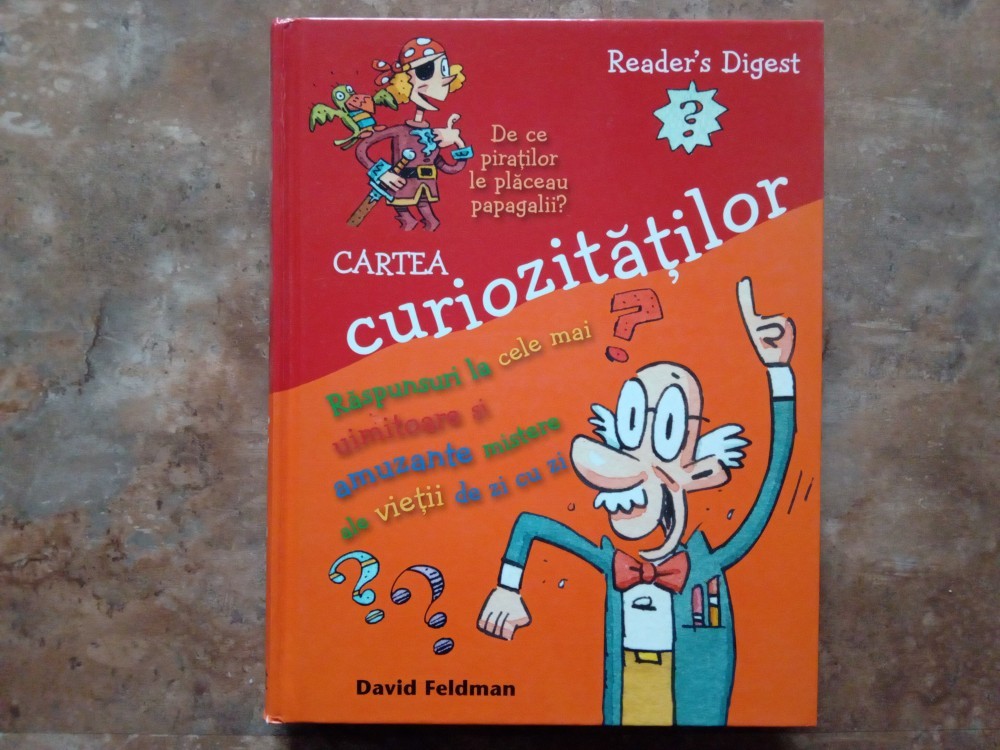 Reader's Digest
?
De ce
piraților
le plăceau
papagalii?
CARTEA
curiozităților
?
Răspunsuri la cele mai
uimitoare și
amuzante mistere
ale vieții de zi cu zi
? ?
David Feldman